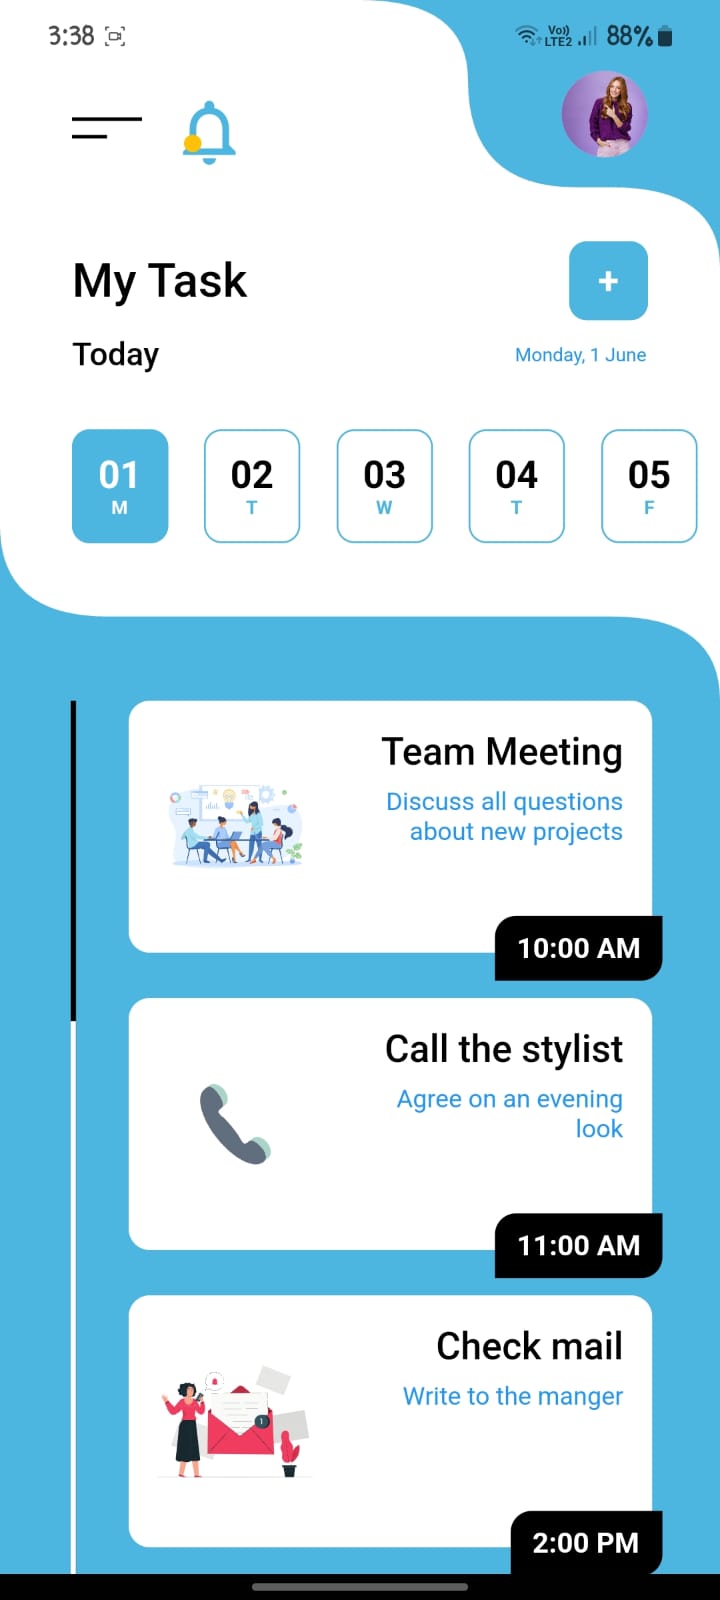 3:38
Vo)) LTE2 88%
My Task
+
Today
Monday, 1 June
01 02 03 04 05
M T W T F
Team Meeting
Discuss all questions
about new projects
10:00 AM
Call the stylist
Agree on an evening
look
11:00 AM
Check mail
Write to the manger
1
2:00 PM